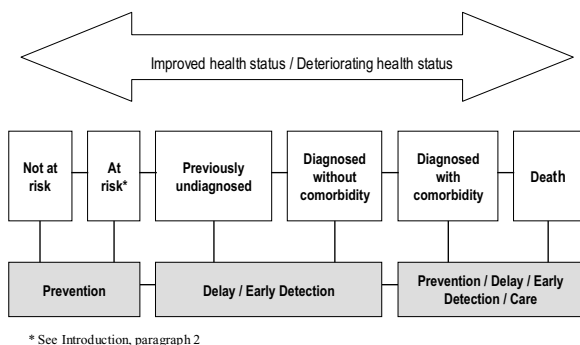 Improved health status / Deteriorating health status
Not at
risk
At
risk*
Previously
undiagnosed
Diagnosed
without
comorbidity
Diagnosed
with
comorbidity
Death
Prevention
Delay / Early Detection
Prevention / Delay / Early
Detection / Care
* See Introduction, paragraph 2